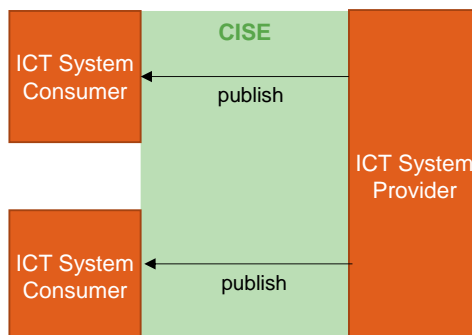 CISE
ICT System
Consumer
publish
ICT System
Provider
ICT System
Consumer
publish